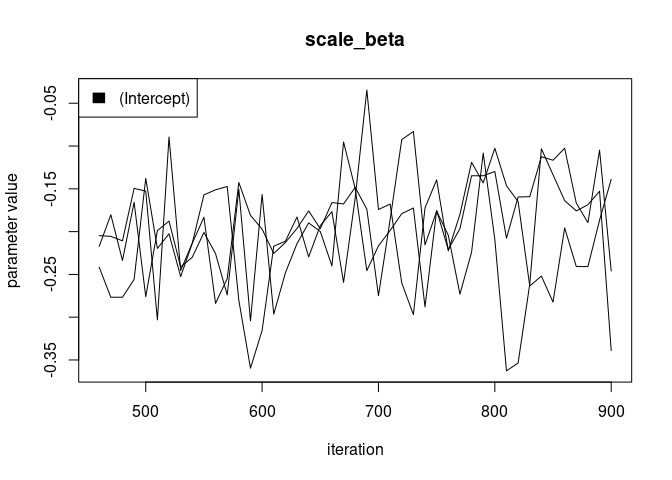 scale_beta
(Intercept)
parameter value
-0.05
-0.15
-0.25
-0.35
500 600 700 800 900
iteration